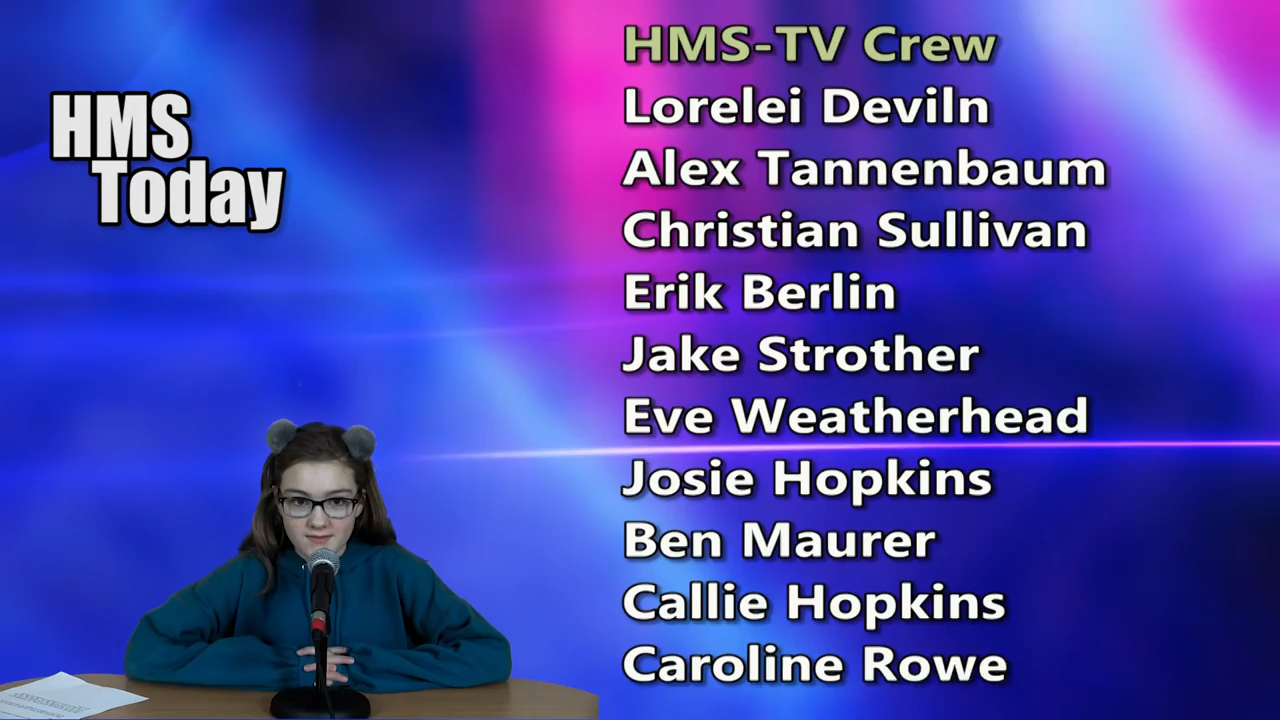 HMS
Today
HMS-TV Crew
Lorelei Deviln
Alex Tannenbaum
Christian Sullivan
Erik Berlin
Jake Strother
Eve Weatherhead
Josie Hopkins
Ben Maurer
Callie Hopkins
Caroline Rowe